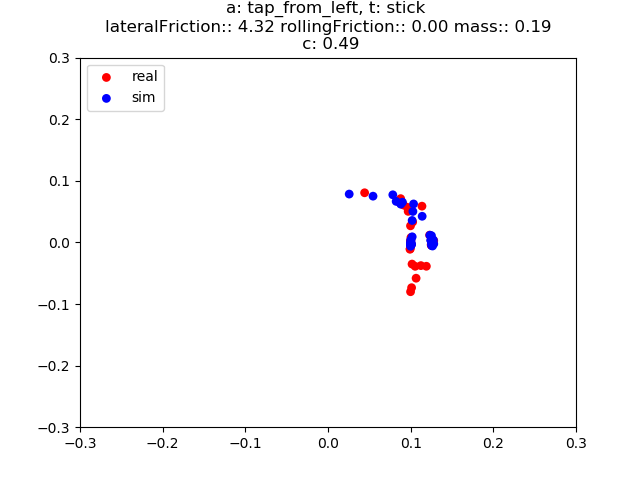 a: tap_from_left, t: stick
lateralFriction:: 4.32 rollingFriction:: 0.00 mass:: 0.19
c: 0.49
real
sim
0.3
0.2
0.1
0.0
−0.1
−0.2
−0.3
−0.3 −0.2 −0.1 0.0 0.1 0.2 0.3